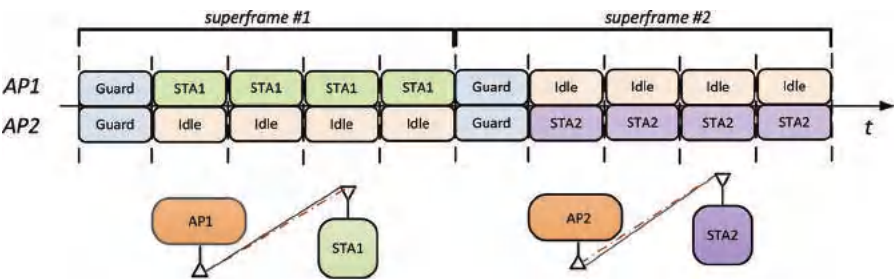 superframe #1 superframe #2
AP1 Guard STA1 STA1 STA1 STA1 Guard Idle Idle Idle Idle
AP2 Guard Idle Idle Idle Idle Guard STA2 STA2 STA2 STA2 t
AP1 STA1 AP2 STA2